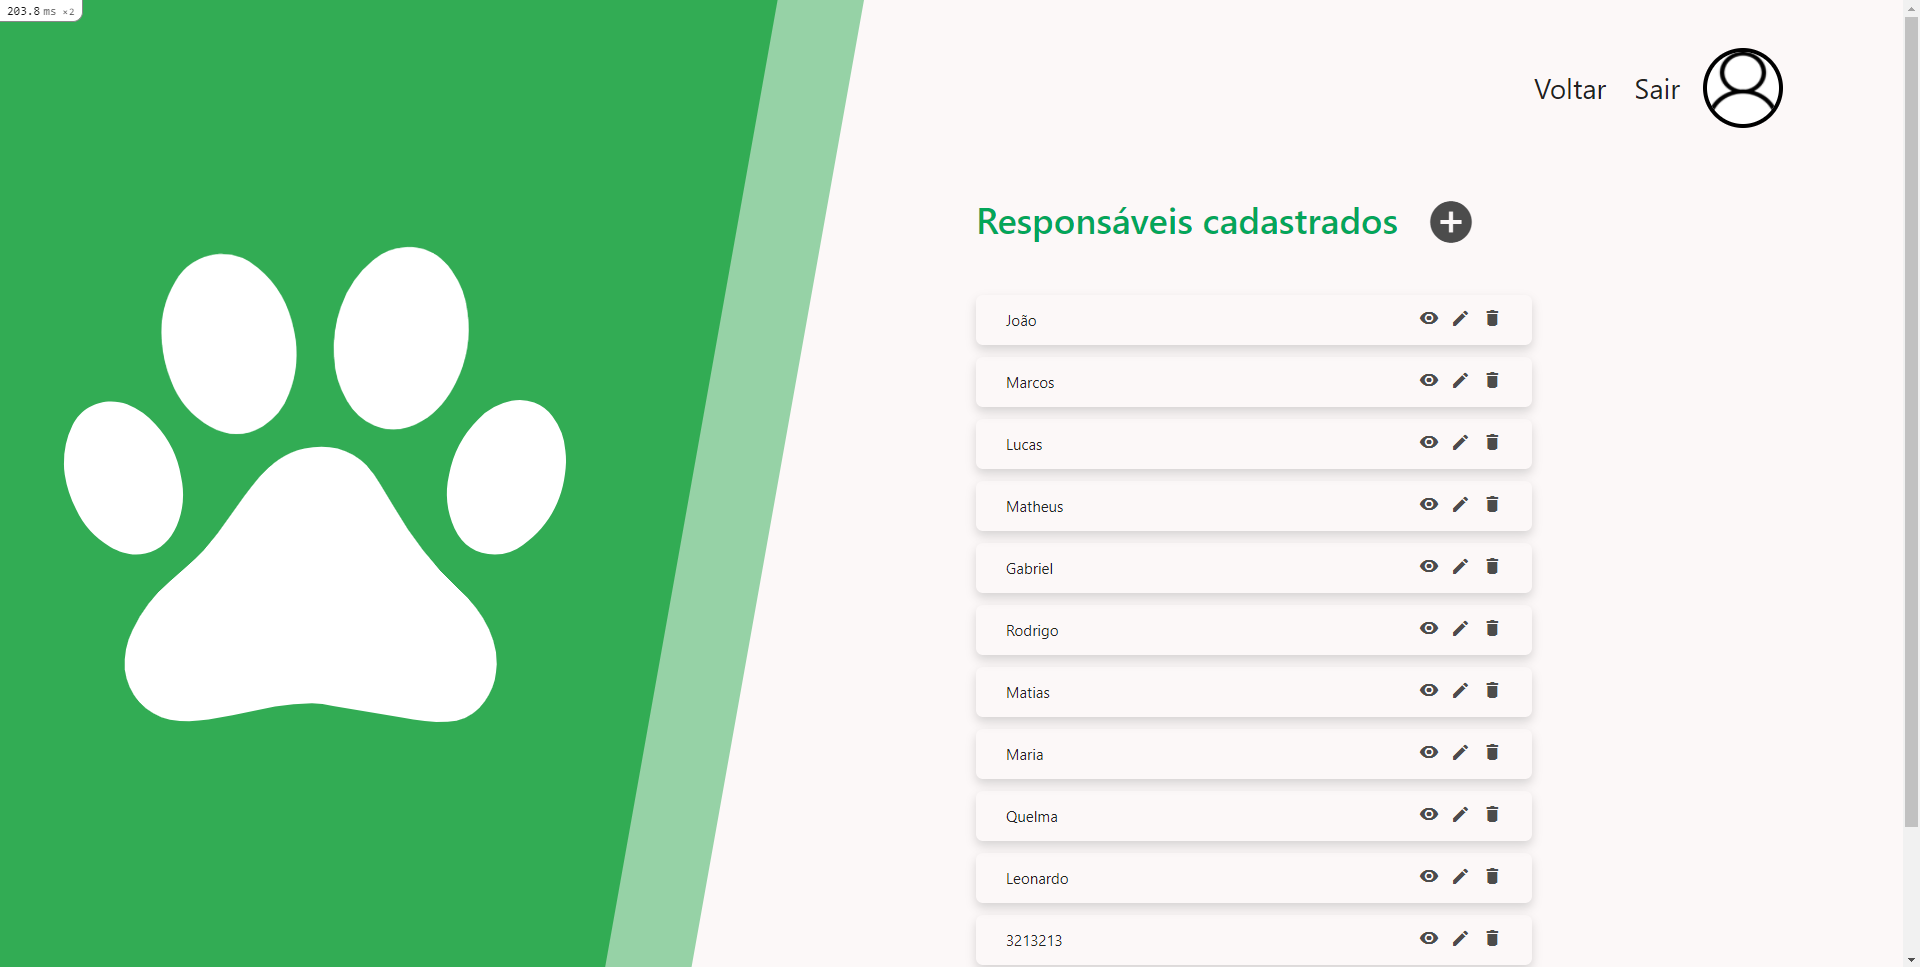 203.8 ms ×2
Voltar Sair
Responsáveis cadastrados
João
Marcos
Lucas
Matheus
Gabriel
Rodrigo
Matias
Maria
Quelma
Leonardo
3213213